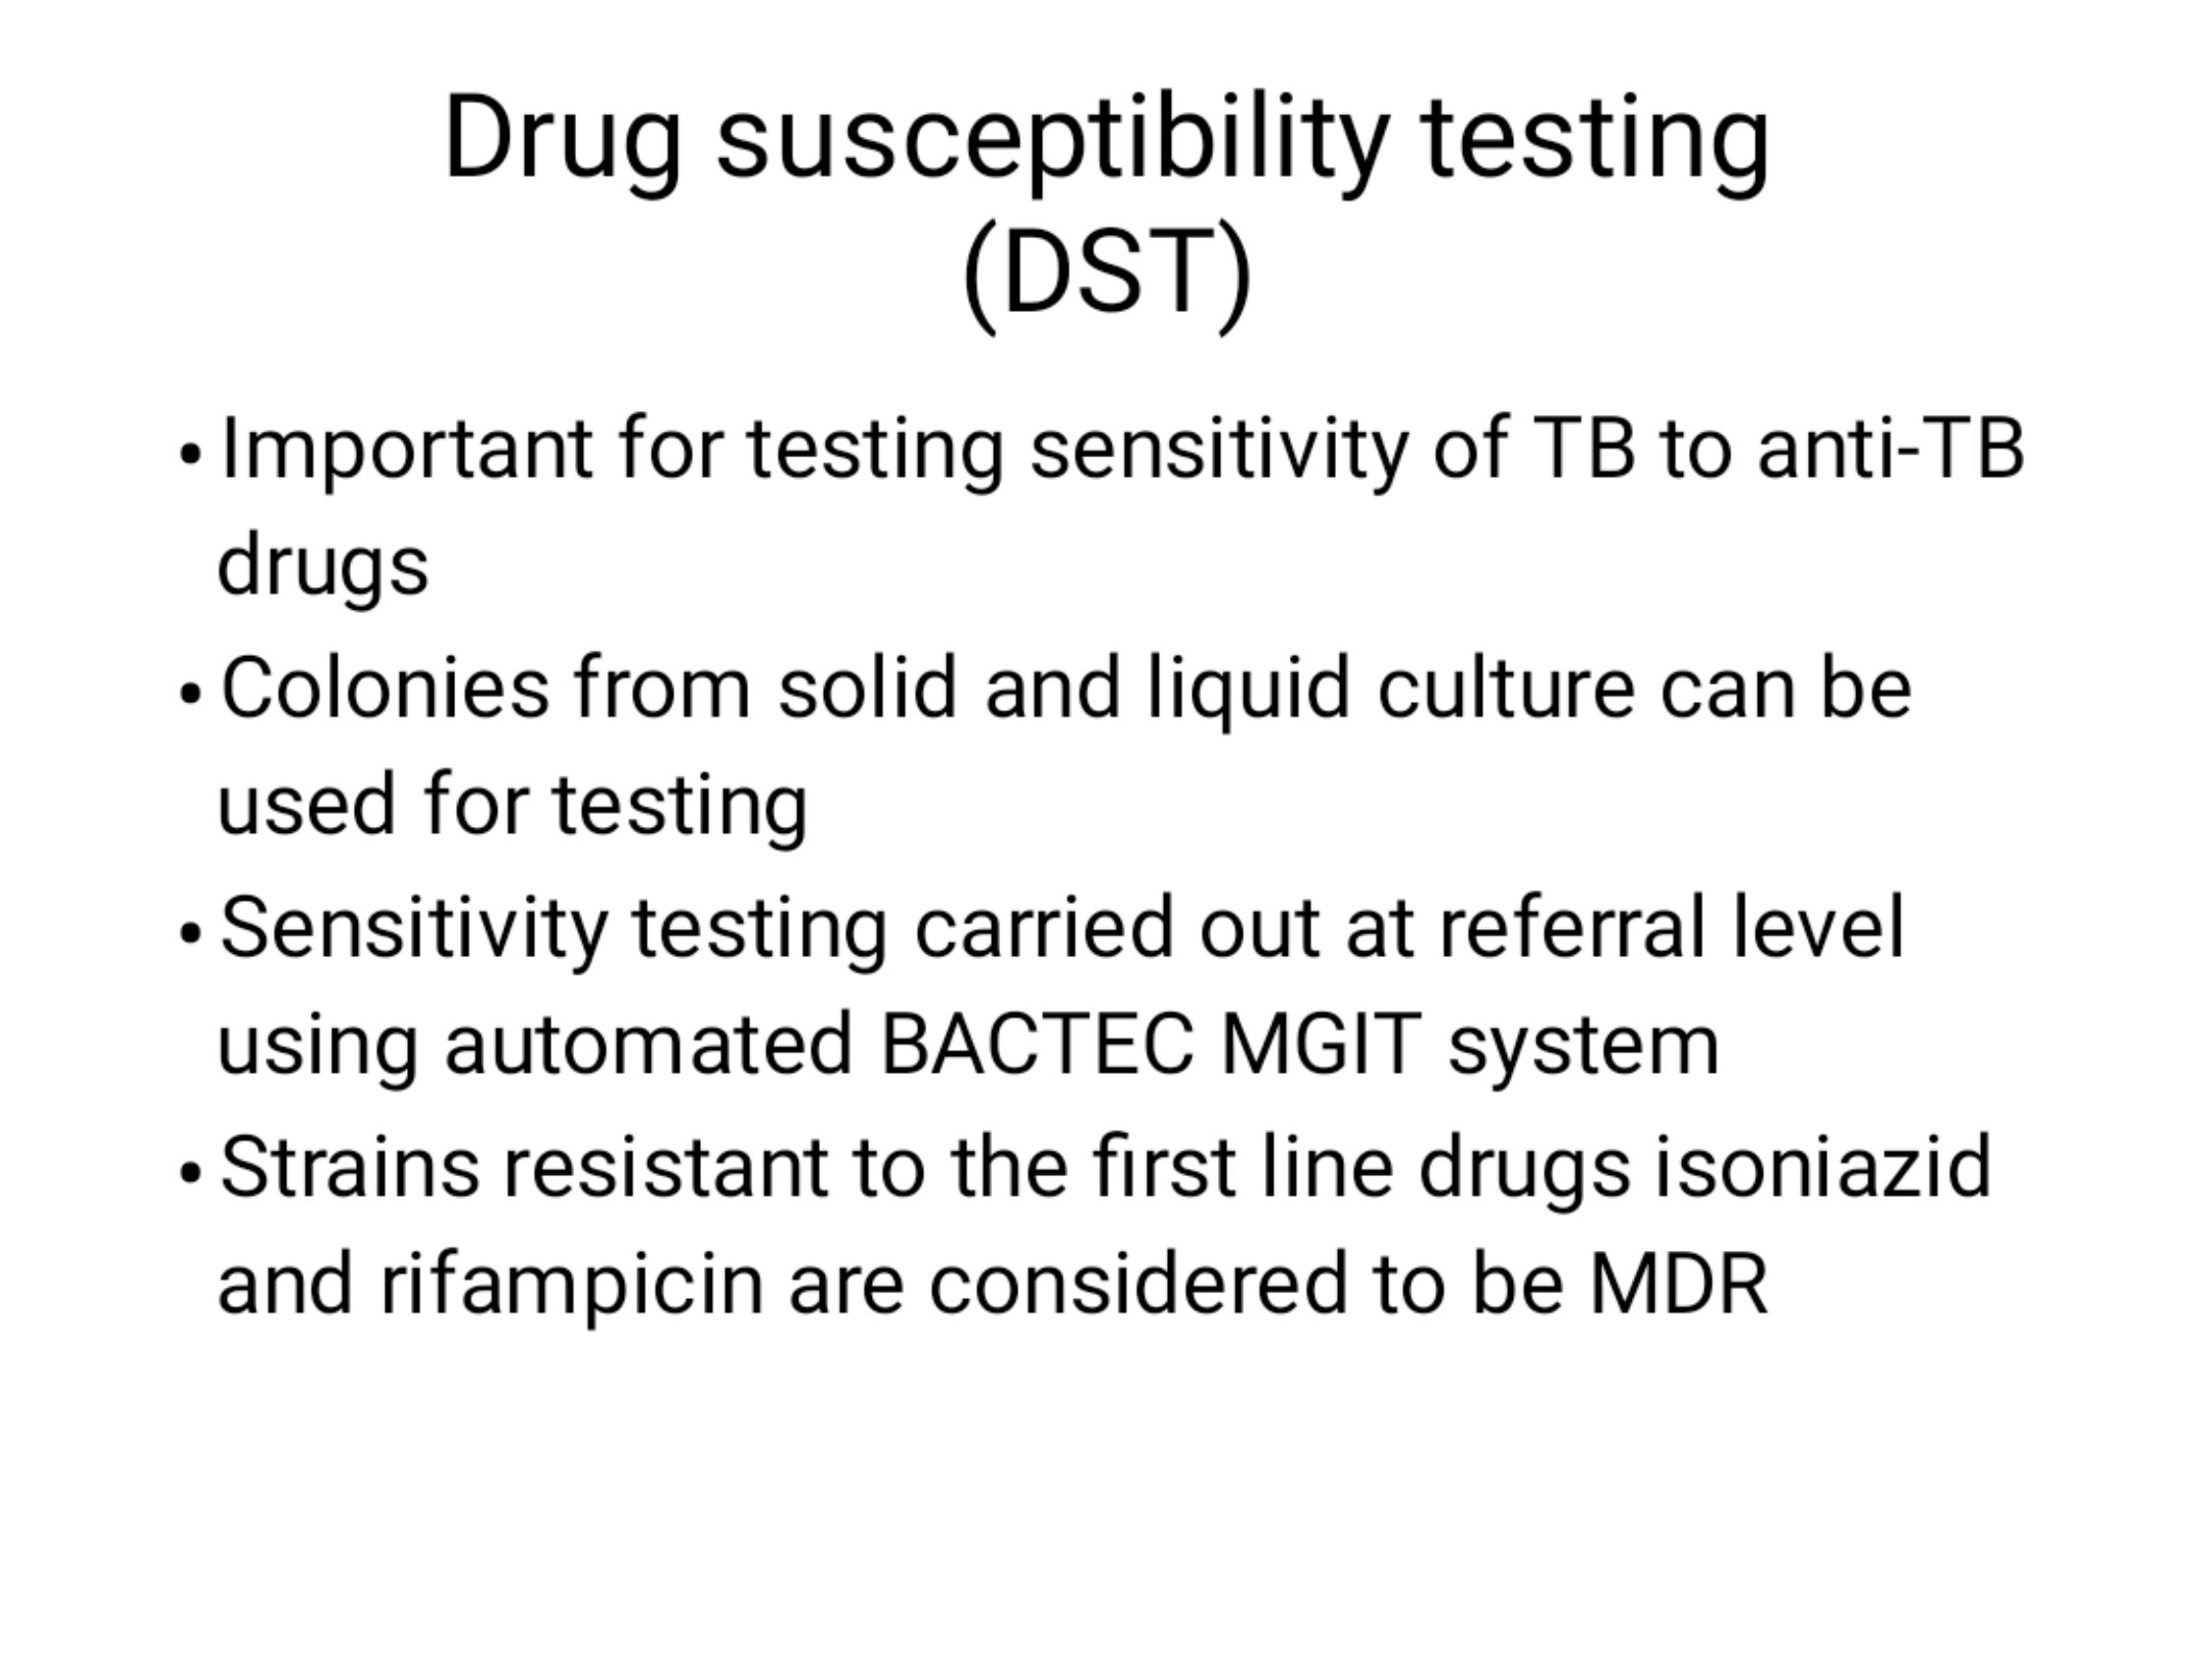 Drug susceptibility testing
(DST)
• Important for testing sensitivity of TB to anti-TB
drugs
• Colonies from solid and liquid culture can be
used for testing
• Sensitivity testing carried out at referral level
using automated BACTEC MGIT system
• Strains resistant to the first line drugs isoniazid
and rifampicin are considered to be MDR